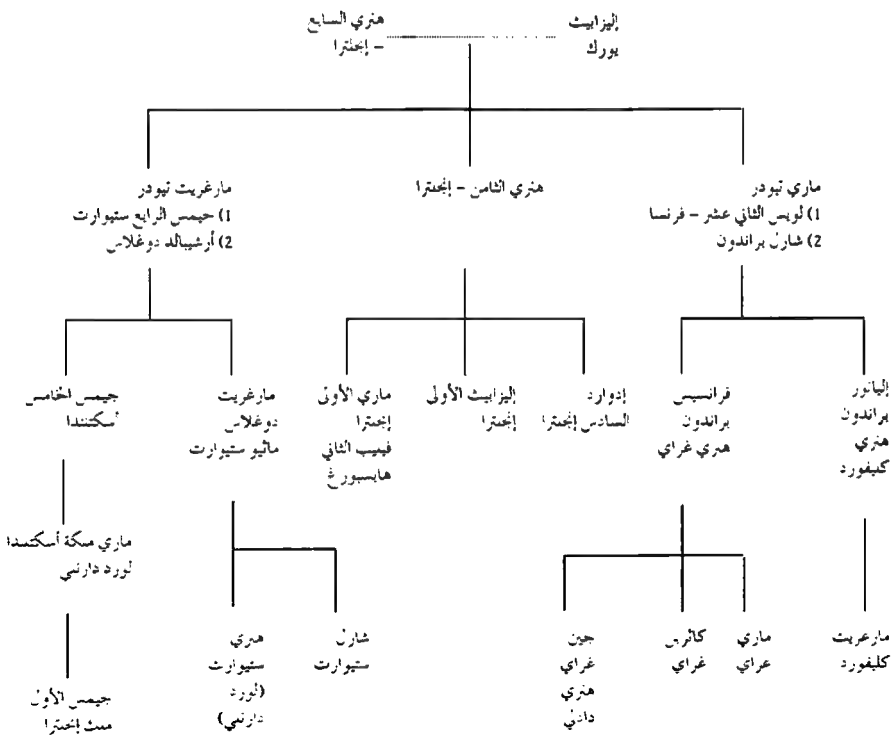 إليزابيث
يورك
هنري السابع
– إنجلترا
ماري تيودر
1) لويس الثاني عشر – فرنسا
2) شارل براندون
هنري الثامن – إنجلترا
مارغريت تيودر
1) جيمس الرابع ستيوارت
2) أرشيبالد دوغلاس
إليانور
براندون
هنري
كليفورد
فرانسيس
براندون
هنري غراي
إدوارد
السادس إنجلترا
إليزابيث الأولى
إنجلترا
ماري الأولى
إنجلترا
فيليب الثاني
هابسبورغ
مارغريت
دوغلاس
ماثيو ستيوارت
جيمس الخامس
أسكتلندا
ماري ملكة أسكتلندا
لورد دارنلي
مارغريت
كليفورد
ماري
غراي
كاثرين
غراي
جين
غراي
هنري
دادلي
شارل
ستيوارت
هنري
ستيوارت
(لورد
دارنلي)
جيمس الأول
ملك إنجلترا